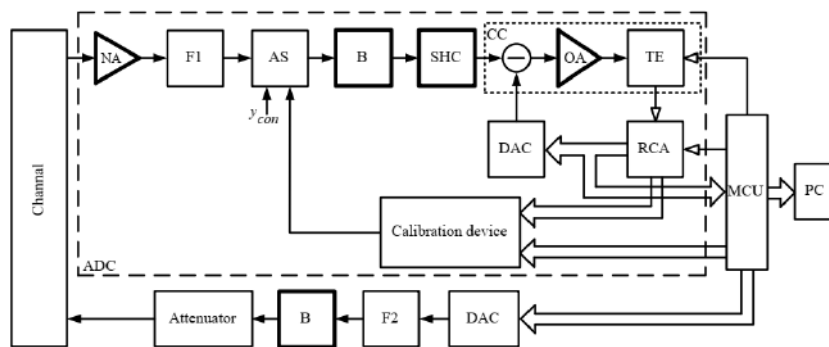 CC
NA
F1
AS
B
SHC
OA
TE
y con
DAC
RCA
MCU
PC
Channal
Calibration device
ADC
Attenuator
B
F2
DAC